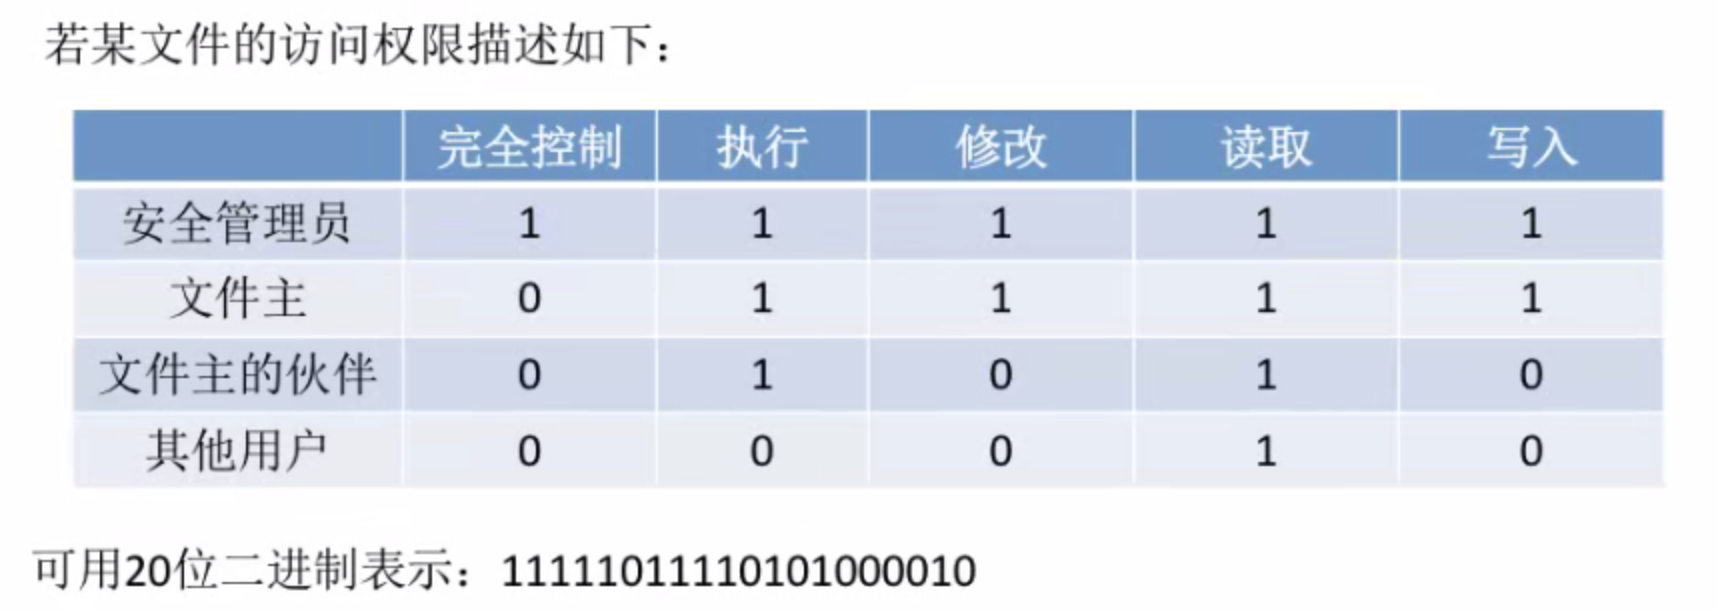 若某文件的访问权限描述如下：
完全控制 执行 修改 读取 写入
安全管理员 1 1 1 1 1
文件主 0 1 1 1 1
文件主的伙伴 0 1 0 1 0
其他用户 0 0 0 1 0
可用20位二进制表示：11111011110101000010